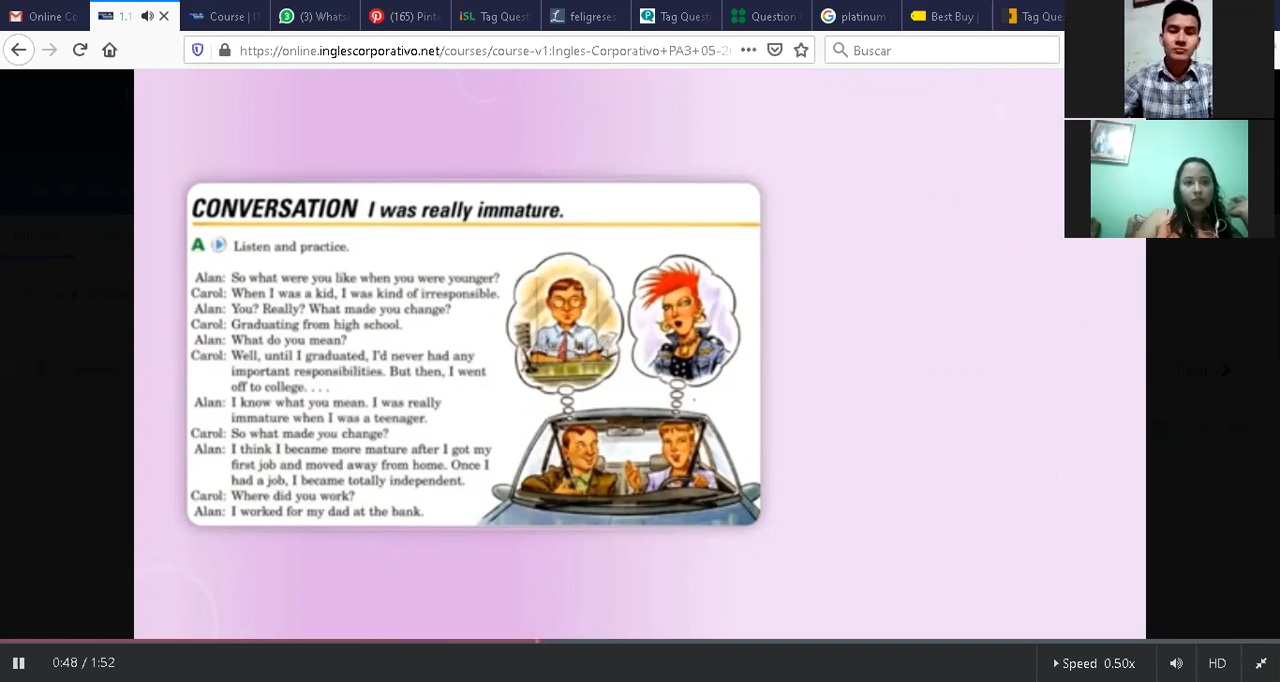 Online Co
1.1
Course | I
(3) Whats
(165) Pinte
iSL Tag Quest
feligreses
Tag Questi
Question
platinum
Best Buy |
Tag Que
https://online.inglescorporativo.net/courses/course-v1:Ingles-Corporativo+PA3+05-2
Buscar
CONVERSATION I was really immature.
A Listen and practice.
Alan: So what were you like when you were younger?
Carol: When I was a kid, I was kind of irresponsible.
Alan: You? Really? What made you change?
Carol: Graduating from high school.
Alan: What do you mean?
Carol: Well, until I graduated, I'd never had any
important responsibilities. But then, I went
off to college. . . .
Alan: I know what you mean. I was really
immature when I was a teenager.
Carol: So what made you change?
Alan: I think I became more mature after I got my
first job and moved away from home. Once I
had a job, I became totally independent.
Carol: Where did you work?
Alan: I worked for my dad at the bank.
0:48 / 1:52
Speed 0.50x
HD